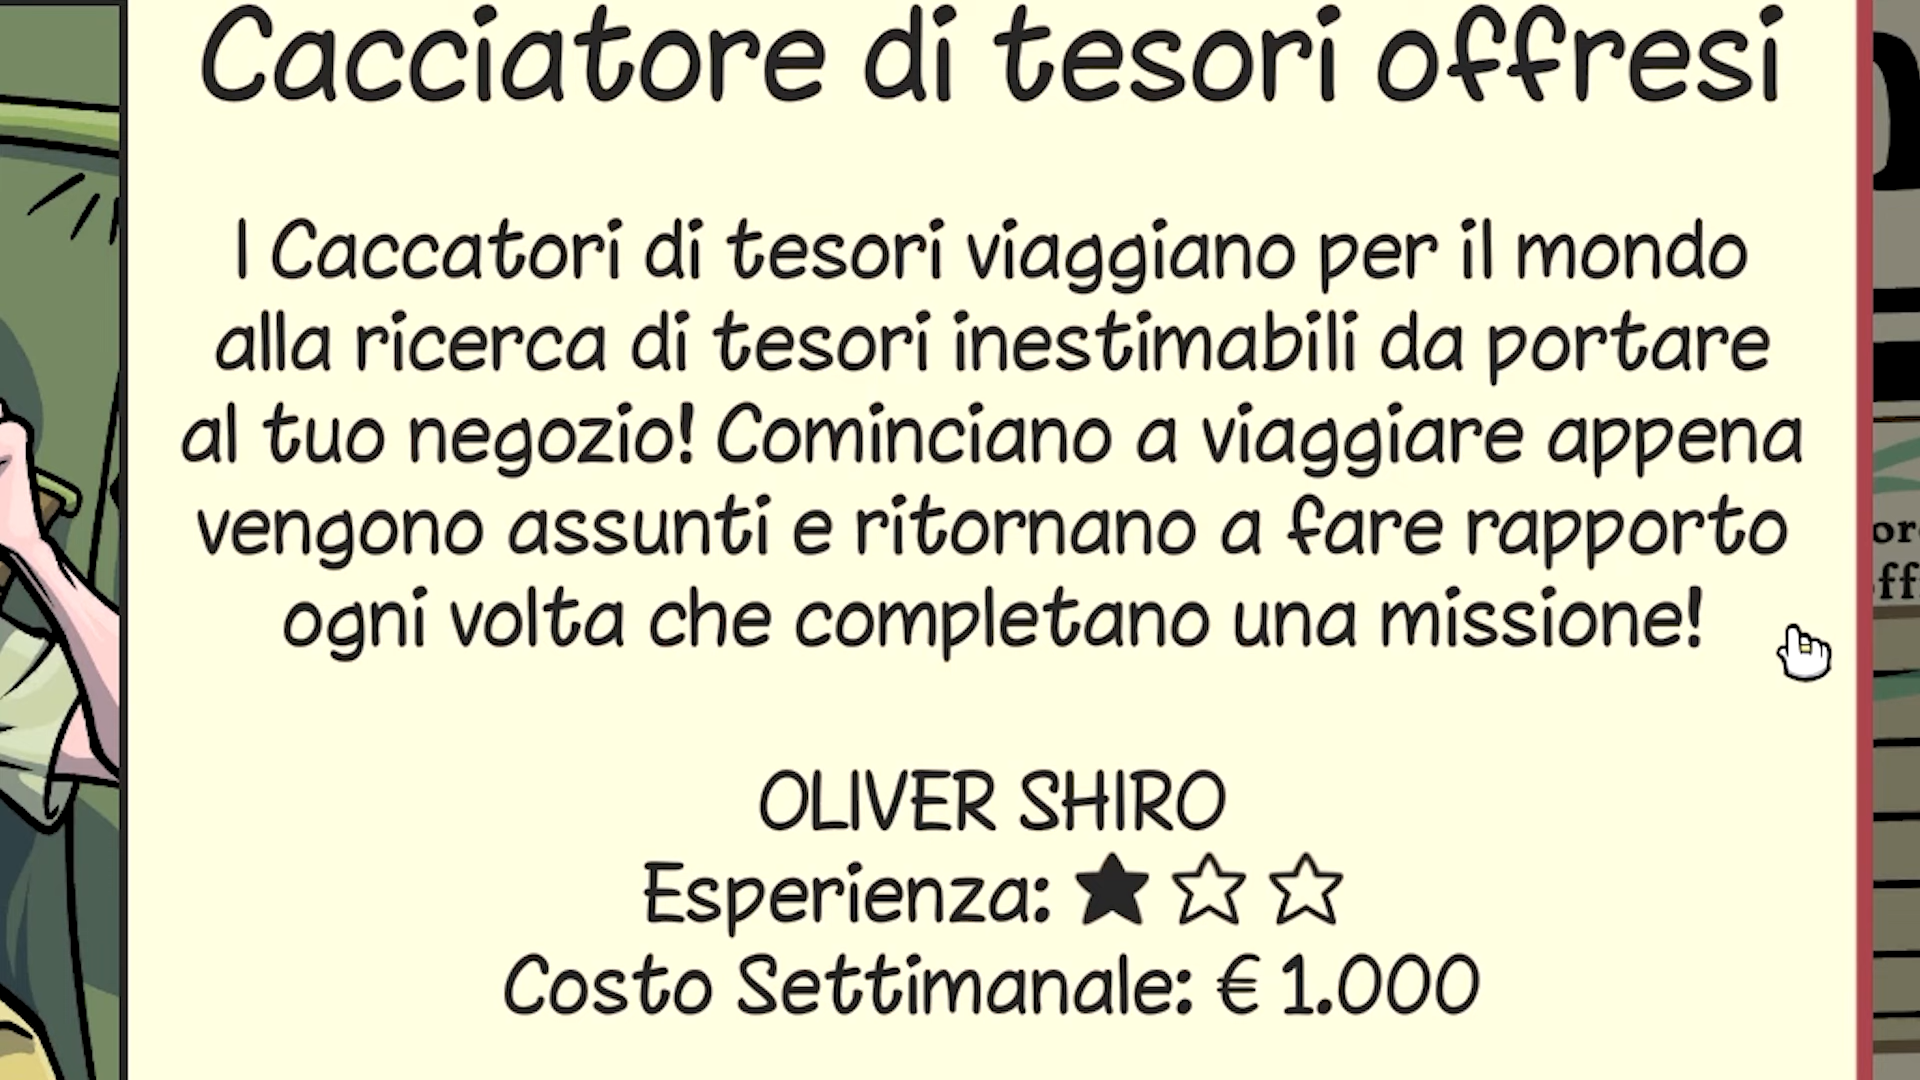 Cacciatore di tesori offresi
I Caccatori di tesori viaggiano per il mondo
alla ricerca di tesori inestimabili da portare
al tuo negozio! Cominciano a viaggiare appena
vengono assunti e ritornano a fare rapporto
ogni volta che completano una missione!
OLIVER SHIRO
Esperienza: ★ ☆ ☆
Costo Settimanale: € 1.000